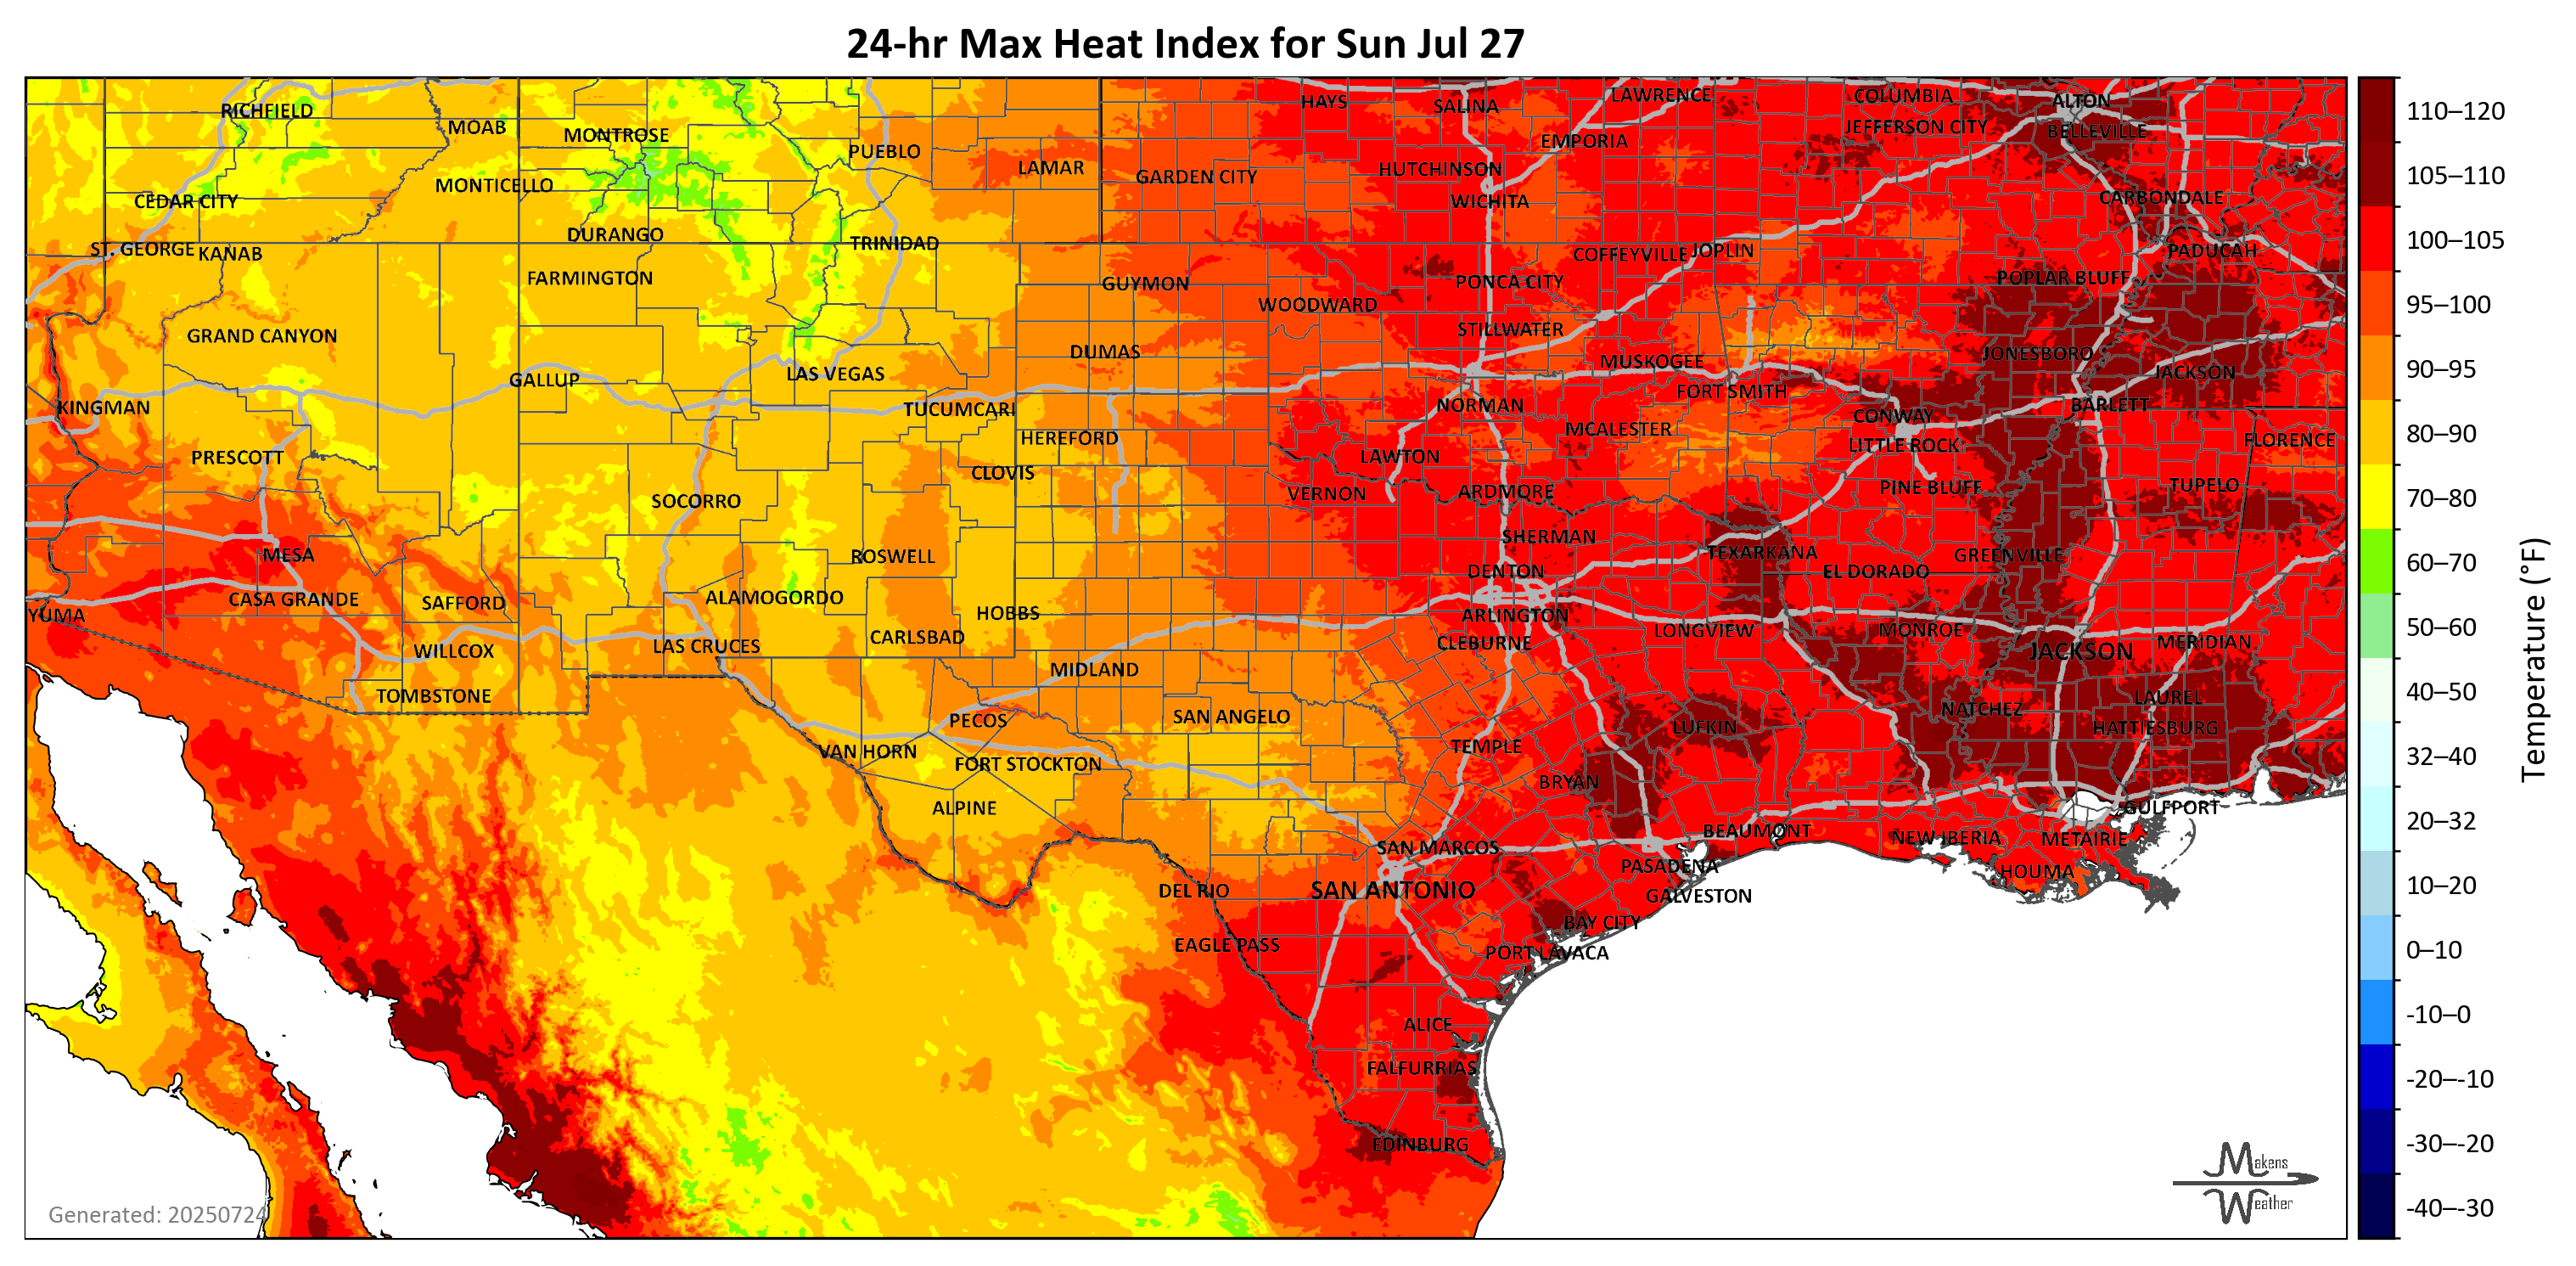 24-hr Max Heat Index for Sun Jul 27
RICHFIELD
MOAB
MONTROSE
PUEBLO
LAMAR
HAYS
SALINA
LAWRENCE
COLUMBIA
ALTON
EMPORIA
JEFFERSON CITY
BELLEVILLE
MONTICELLO
GARDEN CITY
HUTCHINSON
CEDAR CITY
WICHITA
CARBONDALE
ST. GEORGE
KANAB
DURANGO
TRINIDAD
COFFEYVILLE
JOPLIN
PADUCAH
FARMINGTON
GUYMON
PONCA CITY
POPLAR BLUFF
WOODWARD
GRAND CANYON
STILLWATER
DUMAS
JONESBORO
GALLUP
LAS VEGAS
MUSKOGEE
JACKSON
KINGMAN
TUCUMCARI
NORMAN
FORT SMITH
BARLETT
CONWAY
HEREFORD
MCALESTER
LITTLE ROCK
FLORENCE
PRESCOTT
CLOVIS
LAWTON
SOCORRO
VERNON
ARDMORE
PINE BLUFF
TUPELO
MESA
ROSWELL
SHERMAN
TEXARKANA
GREENVILLE
DENTON
EL DORADO
CASA GRANDE
SAFFORD
ALAMOGORDO
HOBBS
YUMA
ARLINGTON
WILLCOX
LAS CRUCES
CARLSBAD
CLEBURNE
LONGVIEW
MONROE
JACKSON
MERIDIAN
MIDLAND
TOMBSTONE
PECOS
SAN ANGELO
LUFKIN
NATCHEZ
LAUREL
HATTIESBURG
VAN HORN
FORT STOCKTON
TEMPLE
BRYAN
ALPINE
GULFPORT
BEAUMONT
NEW IBERIA
METAIRIE
SAN MARCOS
PASADENA
HOUMA
DEL RIO
SAN ANTONIO
GALVESTON
BAY CITY
EAGLE PASS
PORT LAVACA
ALICE
FALFURRIAS
EDINBURG
Generated: 20250724
Makens
Weather
110–120
105–110
100–105
95–100
90–95
80–90
70–80
60–70
50–60
40–50
32–40
20–32
10–20
0–10
-10–0
-20–-10
-30–-20
-40–-30
Temperature (°F)